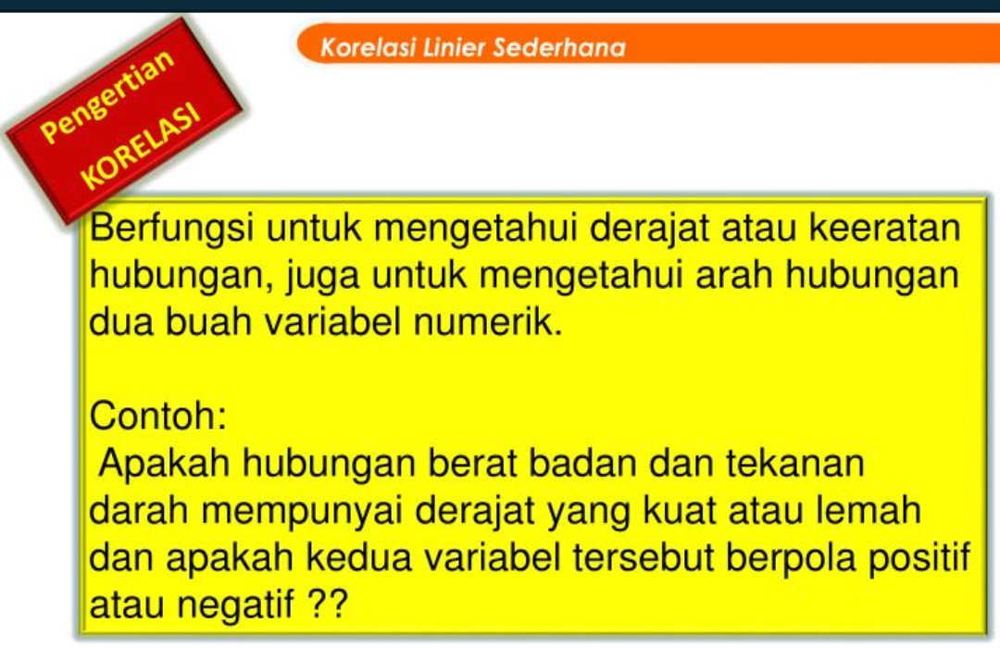 Korelasi Linier Sederhana
Pengertian
KORELASI
Berfungsi untuk mengetahui derajat atau keeratan
hubungan, juga untuk mengetahui arah hubungan
dua buah variabel numerik.
Contoh:
Apakah hubungan berat badan dan tekanan
darah mempunyai derajat yang kuat atau lemah
dan apakah kedua variabel tersebut berpola positif
atau negatif ??